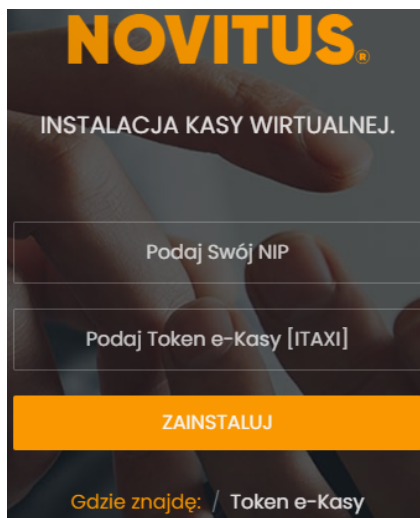 NOVITUS®
INSTALACJA KASY WIRTUALNEJ.
Podaj Swój NIP
Podaj Token e-Kasy [ITAXI]
ZAINSTALUJ
Gdzie znajdę: / Token e-Kasy